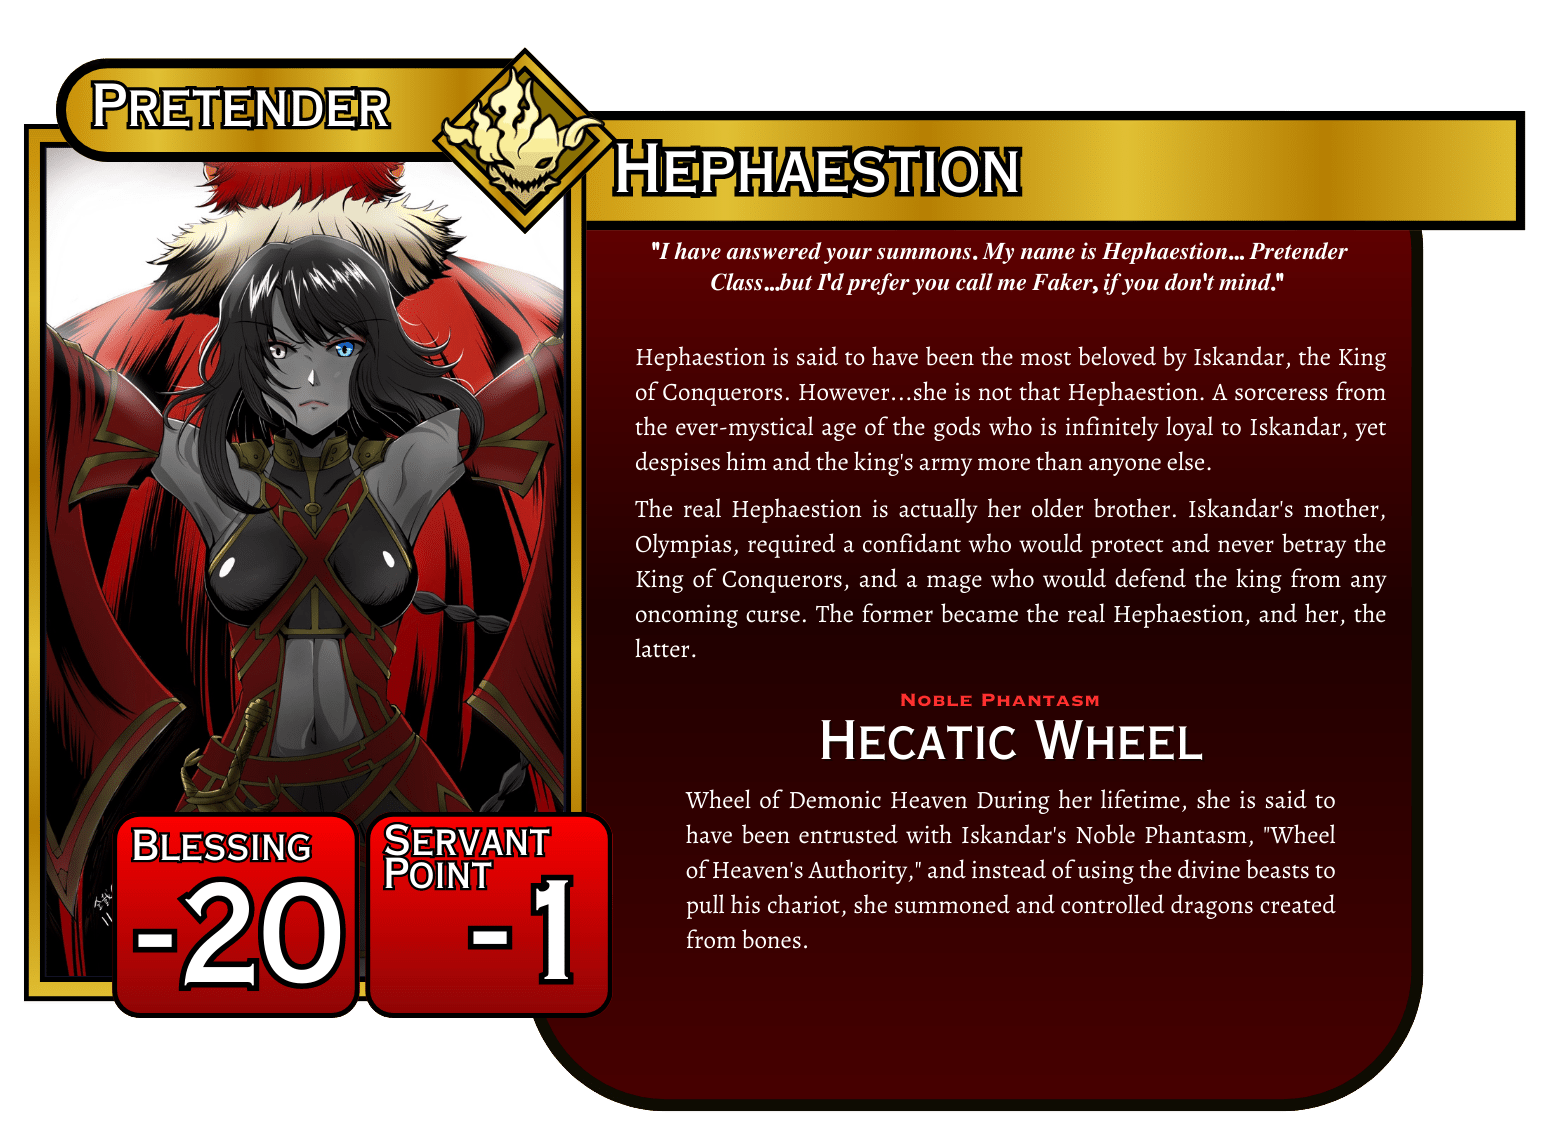 PRETENDER
HEPHAESTION
"I have answered your summons. My name is Hephaestion... Pretender
Class...but I'd prefer you call me Faker, if you don't mind."
Hephaestion is said to have been the most beloved by Iskandar, the King
of Conquerors. However...she is not that Hephaestion. A sorceress from
the ever-mystical age of the gods who is infinitely loyal to Iskandar, yet
despises him and the king's army more than anyone else.
The real Hephaestion is actually her older brother. Iskandar's mother,
Olympias, required a confidant who would protect and never betray the
King of Conquerors, and a mage who would defend the king from any
oncoming curse. The former became the real Hephaestion, and her, the
latter.
NOBLE PHANTASM
HECATIC WHEEL
Wheel of Demonic Heaven During her lifetime, she is said to
have been entrusted with Iskandar's Noble Phantasm, "Wheel
of Heaven's Authority," and instead of using the divine beasts to
pull his chariot, she summoned and controlled dragons created
from bones.
BLESSING
-20
SERVANT
POINT
-1